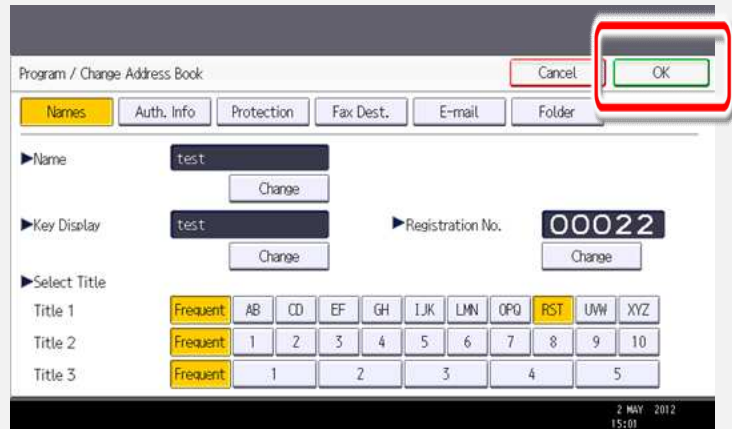 Program / Change Address Book
Cancel
OK
Names
Auth. Info
Protection
Fax Dest.
E-mail
Folder
►Name
test
Change
►Key Display
test
►Registration No.
00022
Change
Change
►Select Title
Title 1
Frequent AB CD EF GH IJK LMN OPQ RST UVW XYZ
Title 2
Frequent 1 2 3 4 5 6 7 8 9 10
Title 3
Frequent 1 2 3 4 5
2 MAY 2012
15:01